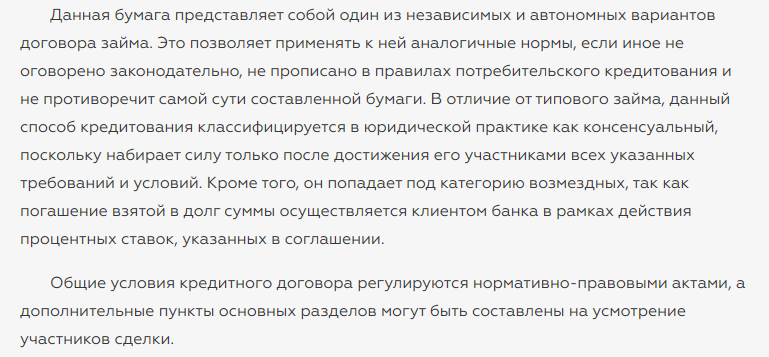 Данная бумага представляет собой один из независимых и автономных вариантов
договора займа. Это позволяет применять к ней аналогичные нормы, если иное не
оговорено законодательно, не прописано в правилах потребительского кредитования и
не противоречит самой сути составленной бумаги. В отличие от типового займа, данный
способ кредитования классифицируется в юридической практике как консенсуальный,
поскольку набирает силу только после достижения его участниками всех указанных
требований и условий. Кроме того, он попадает под категорию возмездных, так как
погашение взятой в долг суммы осуществляется клиентом банка в рамках действия
процентных ставок, указанных в соглашении.
Общие условия кредитного договора регулируются нормативно-правовыми актами, а
дополнительные пункты основных разделов могут быть составлены на усмотрение
участников сделки.